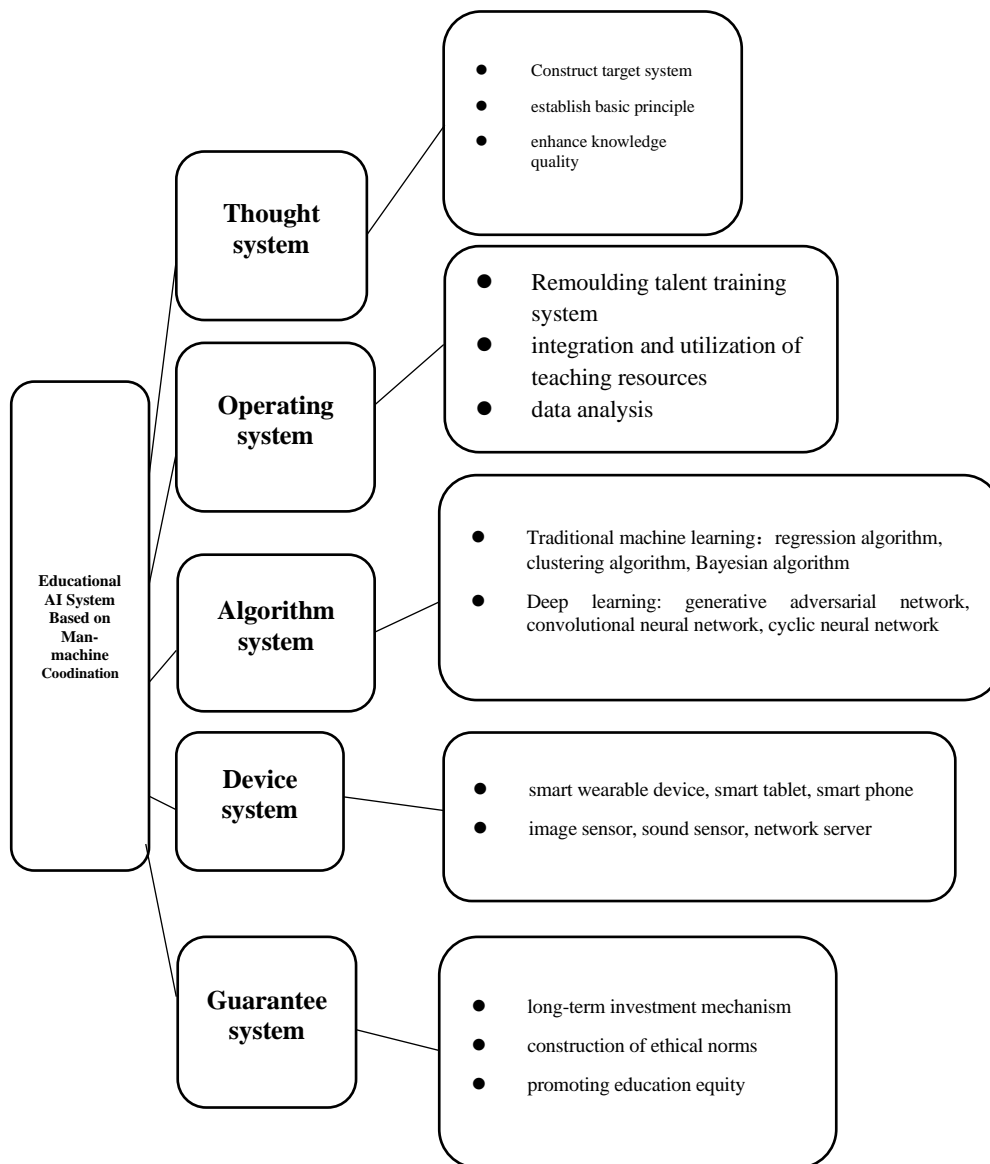 Construct target system
establish basic principle
enhance knowledge
quality
Thought
system
Remoulding talent training
system
integration and utilization of
teaching resources
data analysis
Operating
system
Educational
AI System
Based on
Man-
machine
Coodination
Traditional machine learning：regression algorithm,
clustering algorithm, Bayesian algorithm
Deep learning: generative adversarial network,
convolutional neural network, cyclic neural network
Algorithm
system
Device
system
smart wearable device, smart tablet, smart phone
image sensor, sound sensor, network server
Guarantee
system
long-term investment mechanism
construction of ethical norms
promoting education equity